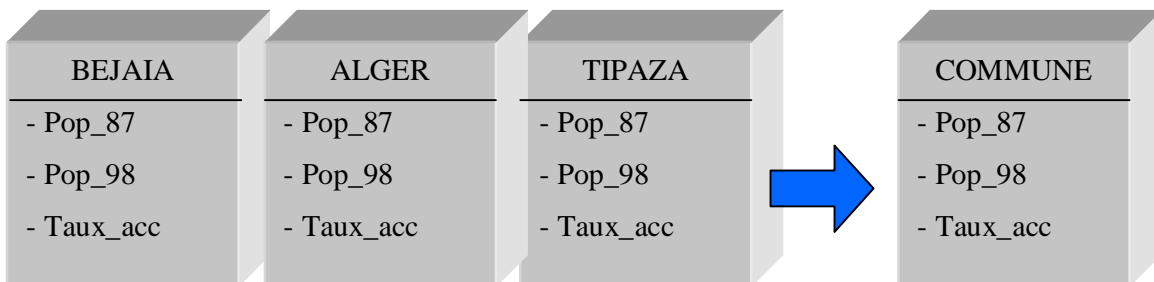 BEJAIA
- Pop_87
- Pop_98
- Taux_acc
ALGER
- Pop_87
- Pop_98
- Taux_acc
TIPAZA
- Pop_87
- Pop_98
- Taux_acc
COMMUNE
- Pop_87
- Pop_98
- Taux_acc